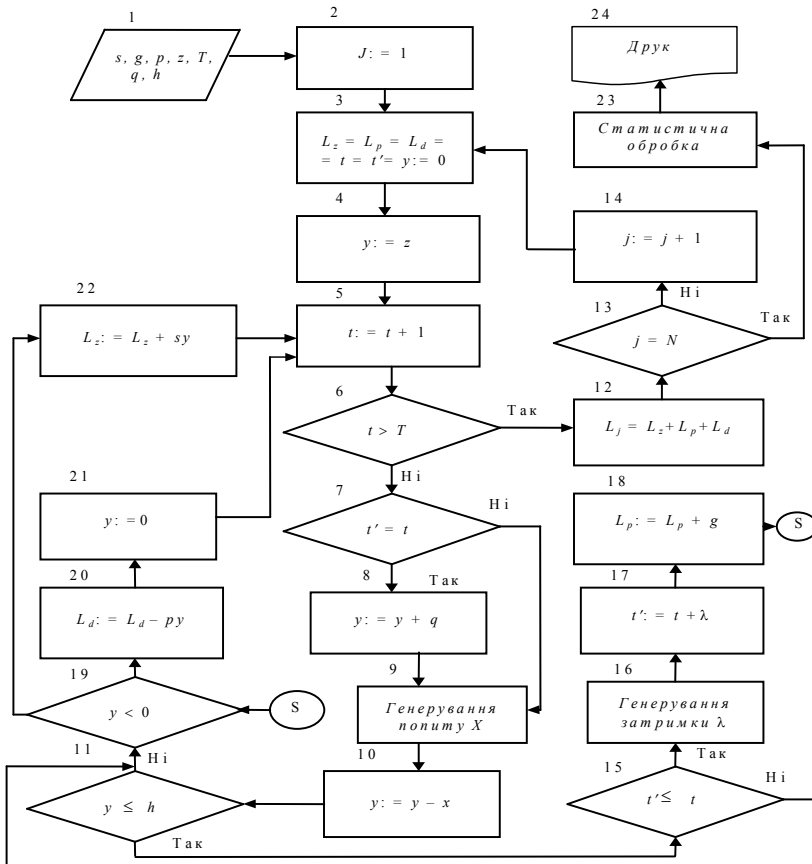 1
s, g, p, z, T,
q, h
2
J: = 1
3
L_z = L_p = L_d =
= t = t′ = y: = 0
4
y: = z
5
t: = t + 1
6
t > T
Так
Ні
7
t′ = t
Ні
Так
8
y: = y + q
9
Генерування
попиту X
10
y: = y – x
11
y ≤ h
Ні
Так
12
L_j = L_z + L_p + L_d
13
j = N
Ні
Так
14
j: = j + 1
15
t′ ≤ t
Так
Ні
16
Генерування
затримки λ
17
t′: = t + λ
18
L_p: = L_p + g
S
19
y < 0
S
20
L_d: = L_d – py
21
y: = 0
22
L_z: = L_z + sy
23
Статистична
обробка
24
Друк